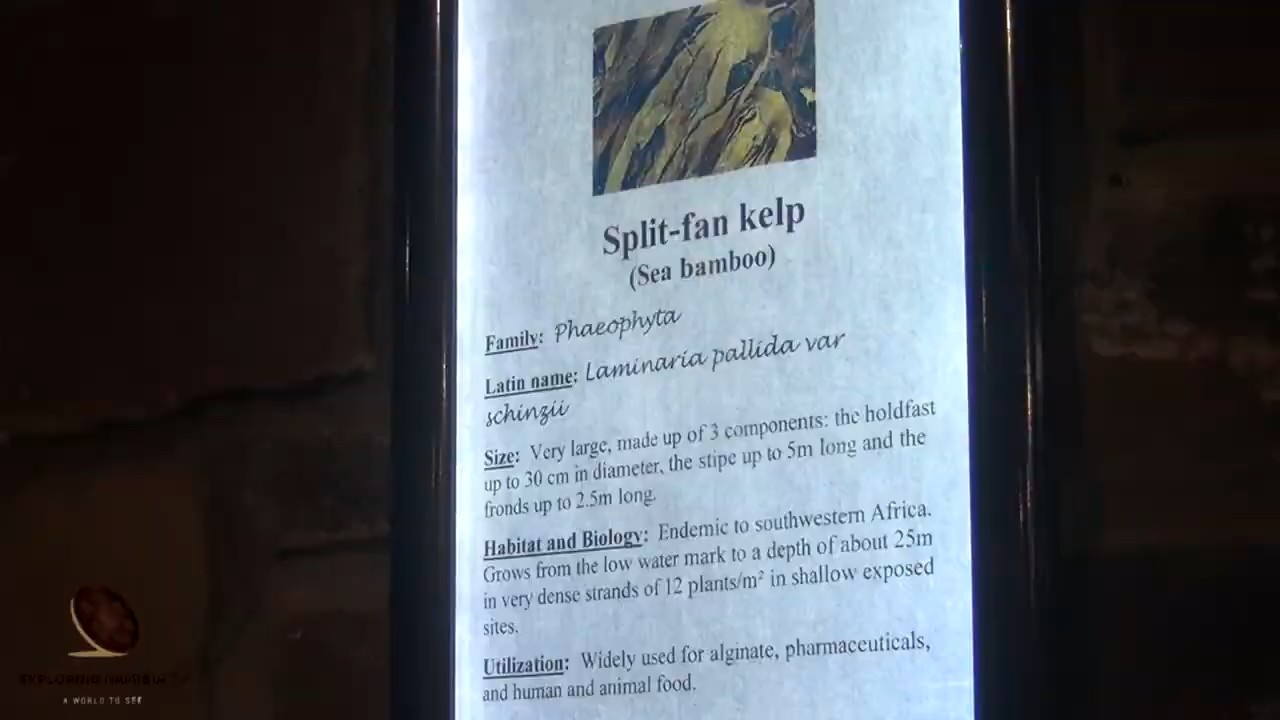 Split-fan kelp
(Sea bamboo)
Family: Phaeophyta
Latin name: Laminaria pallida var
schinzii
Size: Very large, made up of 3 components: the holdfast
up to 30 cm in diameter, the stipe up to 5m long and the
fronds up to 2.5m long.
Habitat and Biology: Endemic to southwestern Africa.
Grows from the low water mark to a depth of about 25m
in very dense strands of 12 plants/m² in shallow exposed
sites.
Utilization: Widely used for alginate, pharmaceuticals,
and human and animal food.
EXPLORING NAMIBIA
A WORLD TO SEE